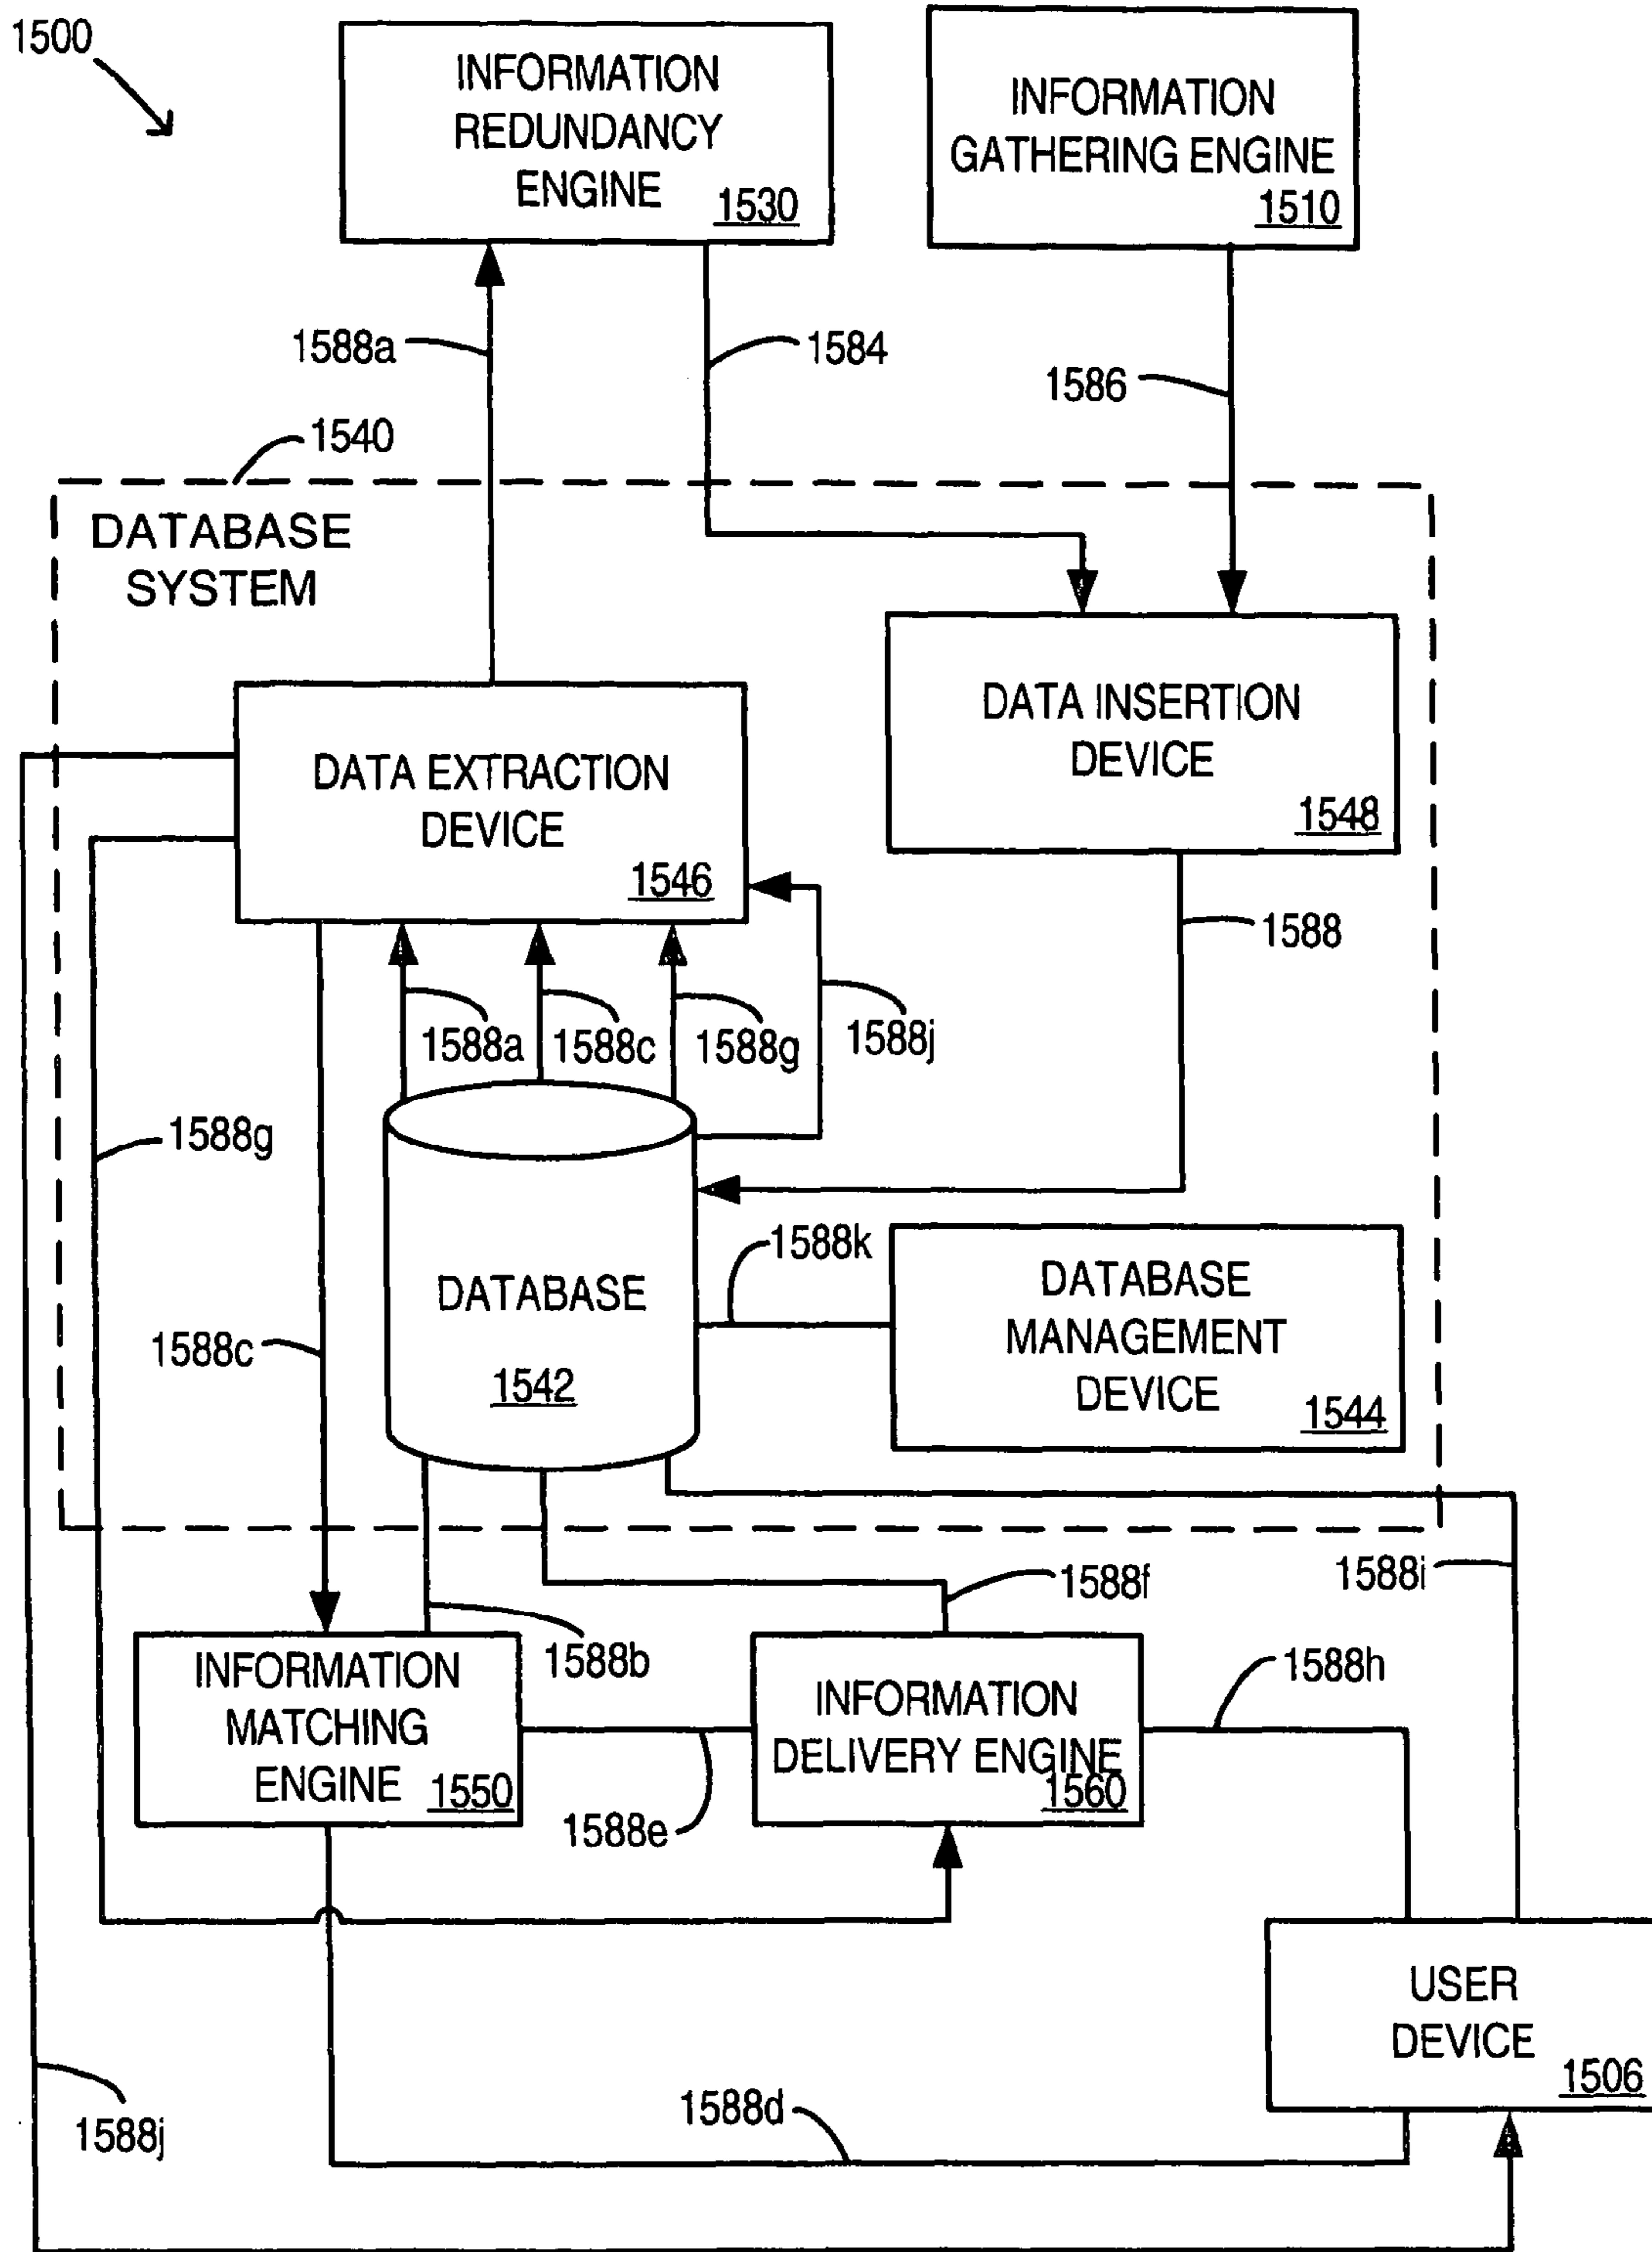 1500
INFORMATION
REDUNDANCY
ENGINE
1530
INFORMATION
GATHERING ENGINE
1510
1588a
1584
1586
1540
DATABASE
SYSTEM
DATA INSERTION
DEVICE
1548
DATA EXTRACTION
DEVICE
1546
1588
1588a
1588c
1588g
1588j
1588g
1588k
DATABASE
1542
DATABASE
MANAGEMENT
DEVICE
1544
1588c
1588f
1588i
1588b
1588h
INFORMATION
MATCHING
ENGINE
1550
INFORMATION
DELIVERY ENGINE
1560
1588e
USER
DEVICE
1506
1588j
1588d